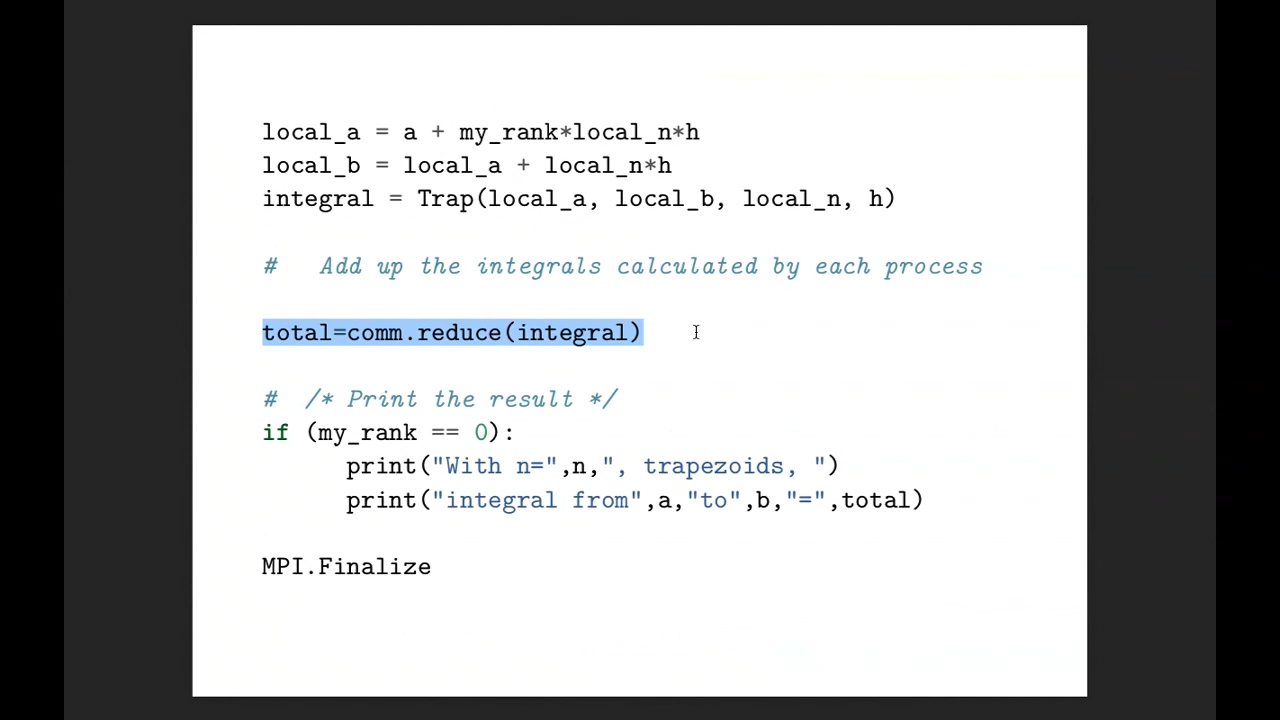 local_a = a + my_rank*local_n*h
local_b = local_a + local_n*h
integral = Trap(local_a, local_b, local_n, h)
#   Add up the integrals calculated by each process
total=comm.reduce(integral)
#  /* Print the result */
if (my_rank == 0):
      print("With n=",n,", trapezoids, ")
      print("integral from",a,"to",b,"=",total)
MPI.Finalize